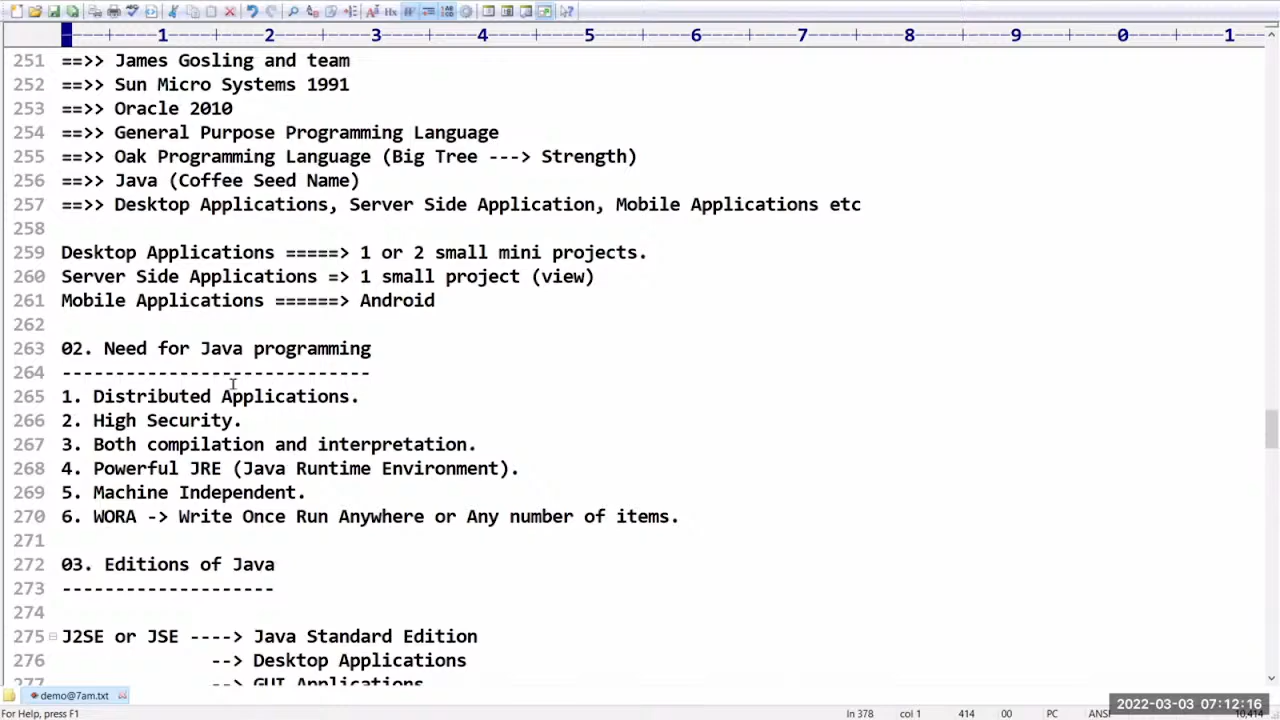 1 2 3 4 5 6 7 8 9 0 1
251 ==>> James Gosling and team
252 ==>> Sun Micro Systems 1991
253 ==>> Oracle 2010
254 ==>> General Purpose Programming Language
255 ==>> Oak Programming Language (Big Tree ---> Strength)
256 ==>> Java (Coffee Seed Name)
257 ==>> Desktop Applications, Server Side Application, Mobile Applications etc
258
259 Desktop Applications =====> 1 or 2 small mini projects.
260 Server Side Applications => 1 small project (view)
261 Mobile Applications ======> Android
262
263 02. Need for Java programming
264 -----------------------------
265 1. Distributed Applications.
266 2. High Security.
267 3. Both compilation and interpretation.
268 4. Powerful JRE (Java Runtime Environment).
269 5. Machine Independent.
270 6. WORA -> Write Once Run Anywhere or Any number of items.
271
272 03. Editions of Java
273 --------------------
274
275 J2SE or JSE ----> Java Standard Edition
276 --> Desktop Applications
277 --> GUI Applications
demo@7am.txt
2022-03-03 07:12:16
For Help, press F1 ln 378 col 1 414 00 PC ANSI